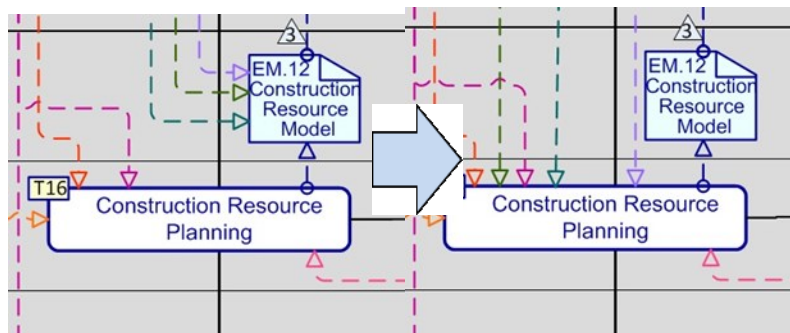 3
EM.12
Construction
Resource
Model
T16
Construction Resource
Planning
3
EM.12
Construction
Resource
Model
Construction Resource
Planning